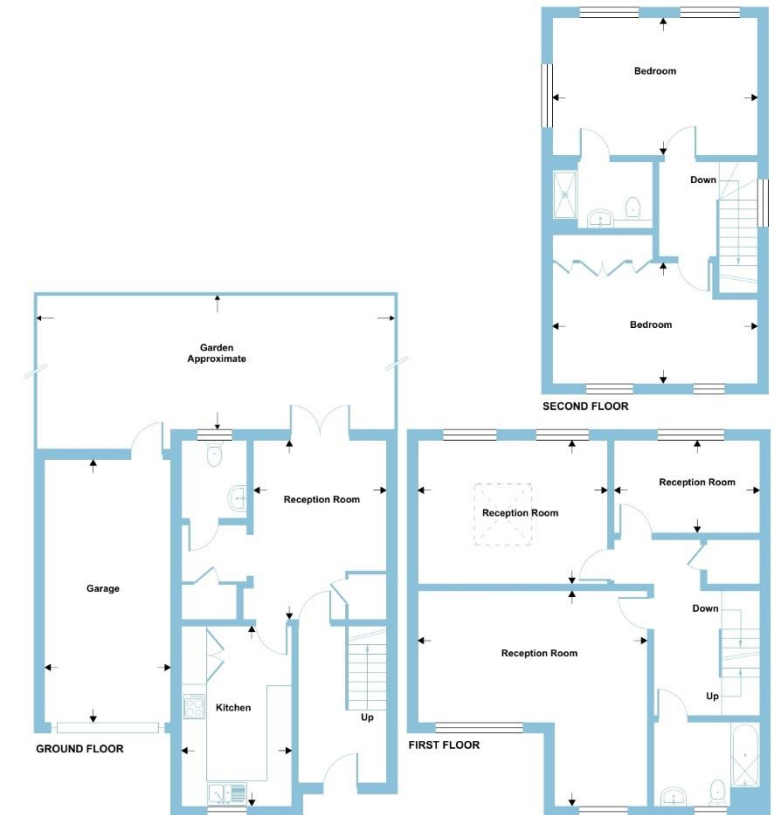 Bedroom
Down
Bedroom
SECOND FLOOR
Garden
Approximate
Reception Room
Garage
Kitchen
Up
GROUND FLOOR
Reception Room
Reception Room
Reception Room
Down
Up
FIRST FLOOR